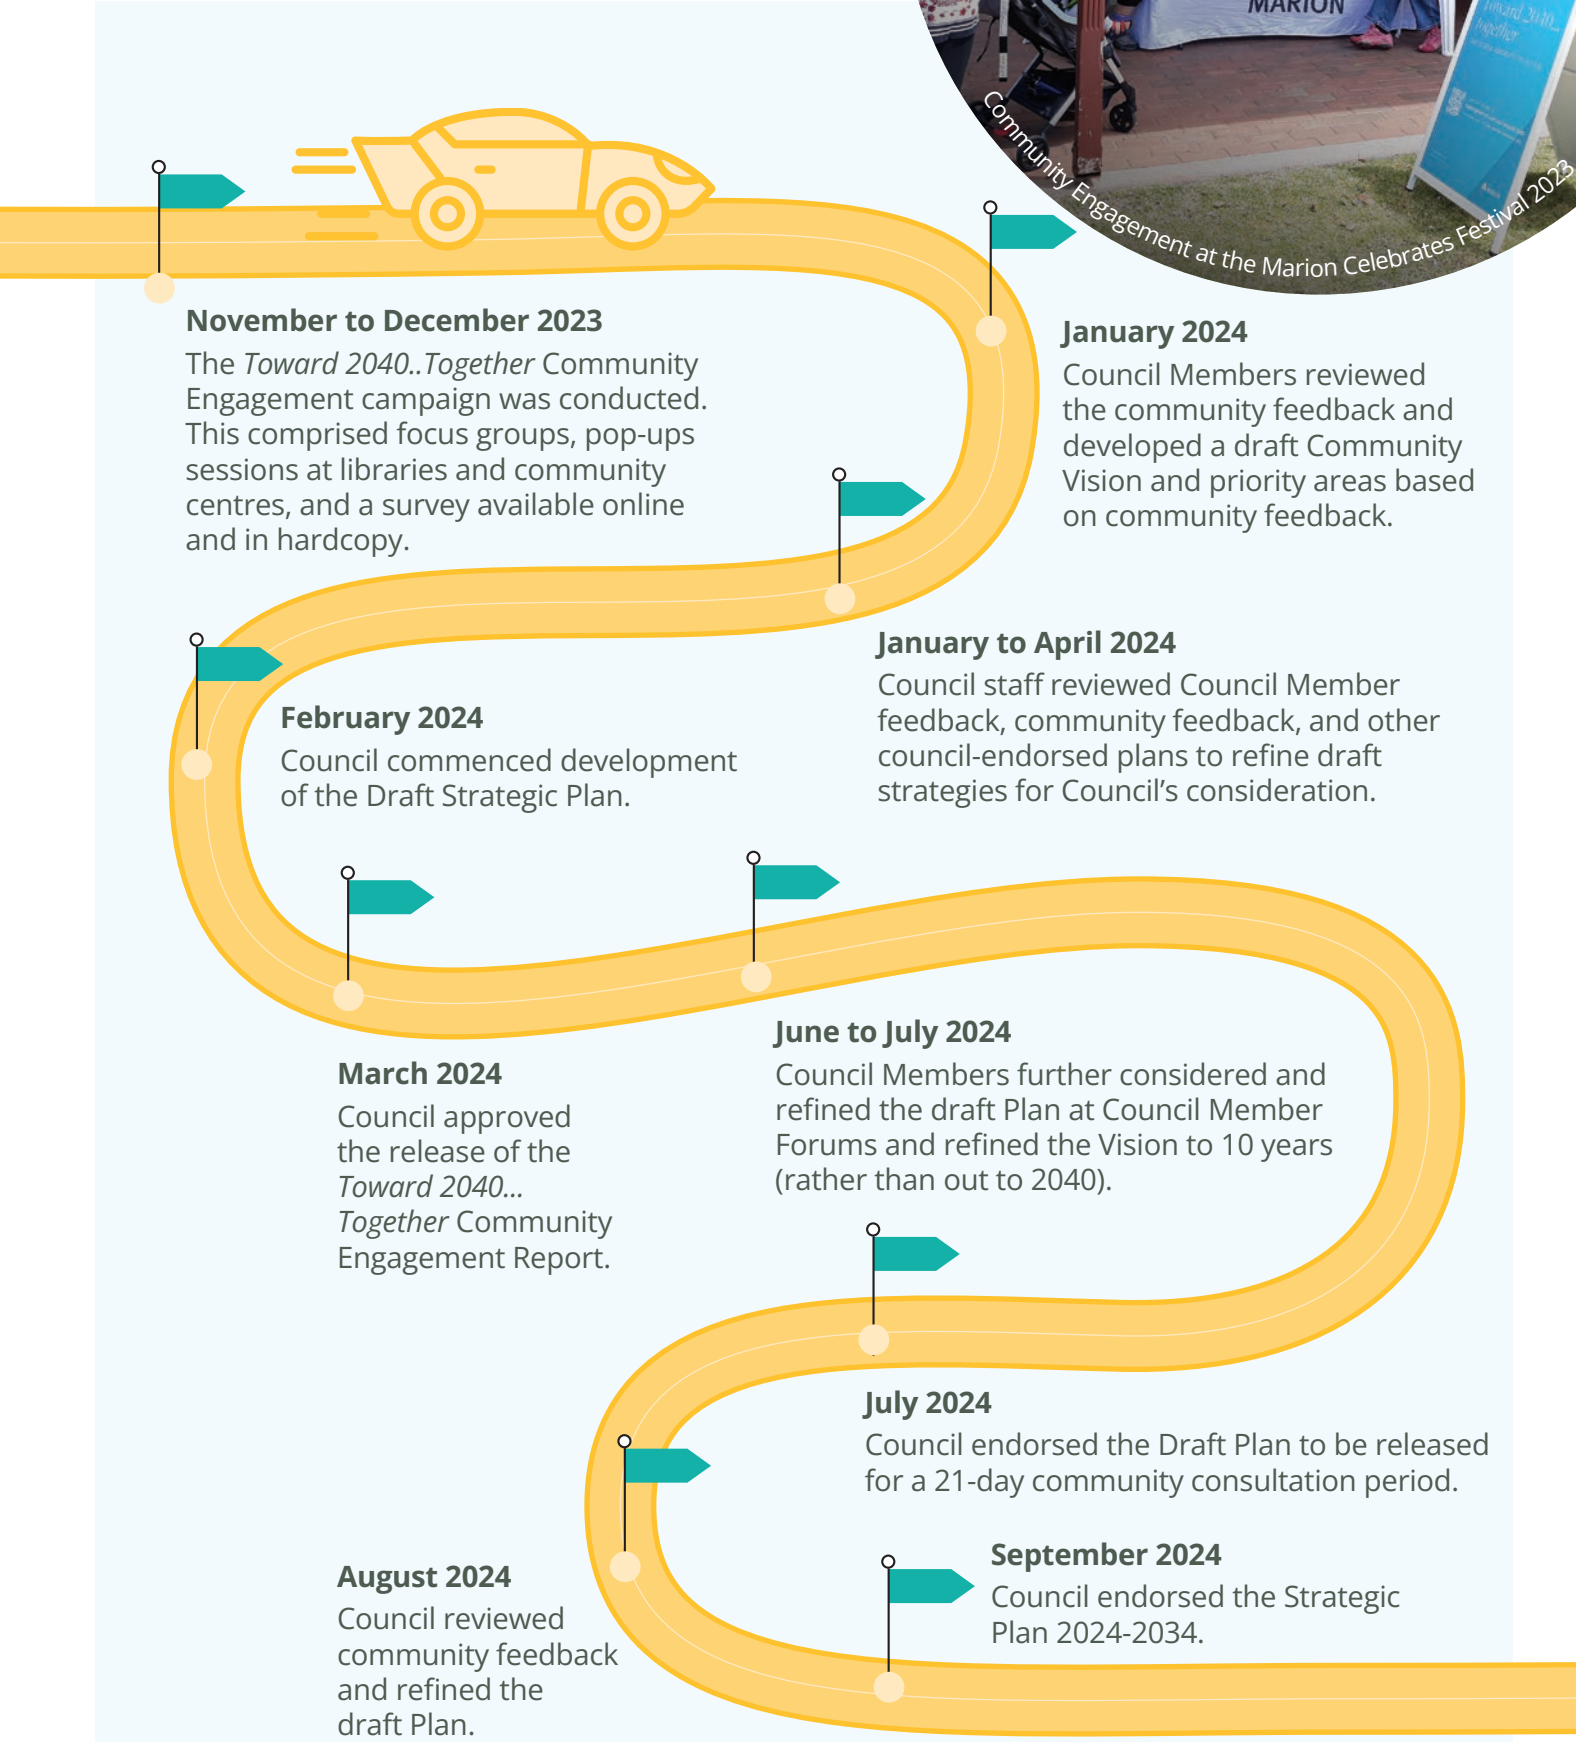 MARION
Toward 2040...
together
Community Engagement at the Marion Celebrates Festival 2023
November to December 2023
The Toward 2040..Together Community
Engagement campaign was conducted.
This comprised focus groups, pop-ups
sessions at libraries and community
centres, and a survey available online
and in hardcopy.
January 2024
Council Members reviewed
the community feedback and
developed a draft Community
Vision and priority areas based
on community feedback.
January to April 2024
Council staff reviewed Council Member
feedback, community feedback, and other
council-endorsed plans to refine draft
strategies for Council’s consideration.
February 2024
Council commenced development
of the Draft Strategic Plan.
March 2024
Council approved
the release of the
Toward 2040...
Together Community
Engagement Report.
June to July 2024
Council Members further considered and
refined the draft Plan at Council Member
Forums and refined the Vision to 10 years
(rather than out to 2040).
July 2024
Council endorsed the Draft Plan to be released
for a 21-day community consultation period.
August 2024
Council reviewed
community feedback
and refined the
draft Plan.
September 2024
Council endorsed the Strategic
Plan 2024-2034.